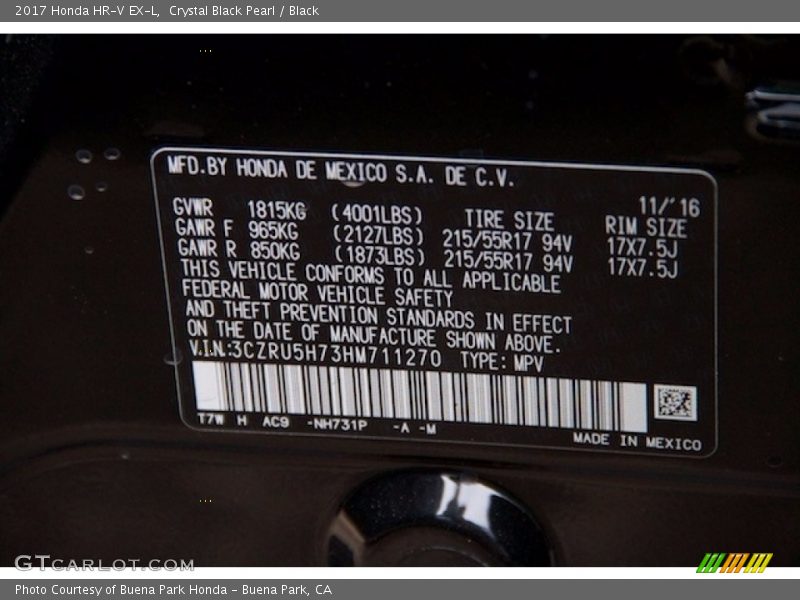 2017 Honda HR-V EX-L, Crystal Black Pearl / Black
MFD.BY HONDA DE MEXICO S.A. DE C.V.
11/'16
GVWR 1815KG (4001LBS) TIRE SIZE RIM SIZE
GAWR F 965KG (2127LBS) 215/55R17 94V 17X7.5J
GAWR R 850KG (1873LBS) 215/55R17 94V 17X7.5J
THIS VEHICLE CONFORMS TO ALL APPLICABLE
FEDERAL MOTOR VEHICLE SAFETY
AND THEFT PREVENTION STANDARDS IN EFFECT
ON THE DATE OF MANUFACTURE SHOWN ABOVE.
V.I.N:3CZRU5H73HM711270 TYPE: MPV
T7W H AC9 -NH731P -A -M
MADE IN MEXICO
GTCARLOT.COM
Photo Courtesy of Buena Park Honda - Buena Park, CA